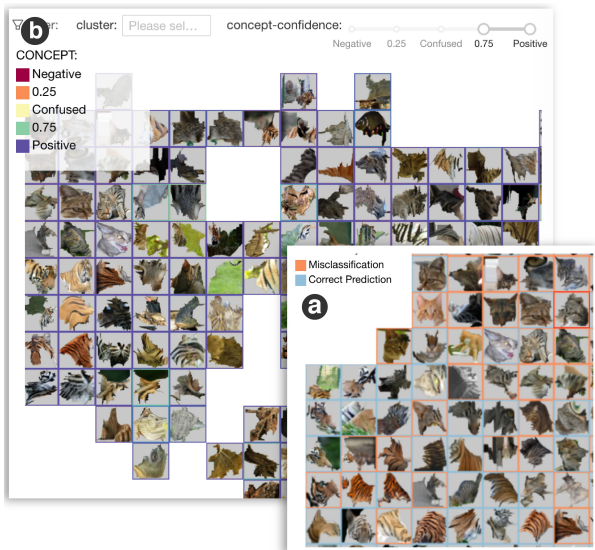 b
er:
cluster:
Please sel...
concept-confidence:
Negative
0.25
Confused
0.75
Positive
CONCEPT:
Negative
0.25
Confused
0.75
Positive
Misclassification
Correct Prediction
a